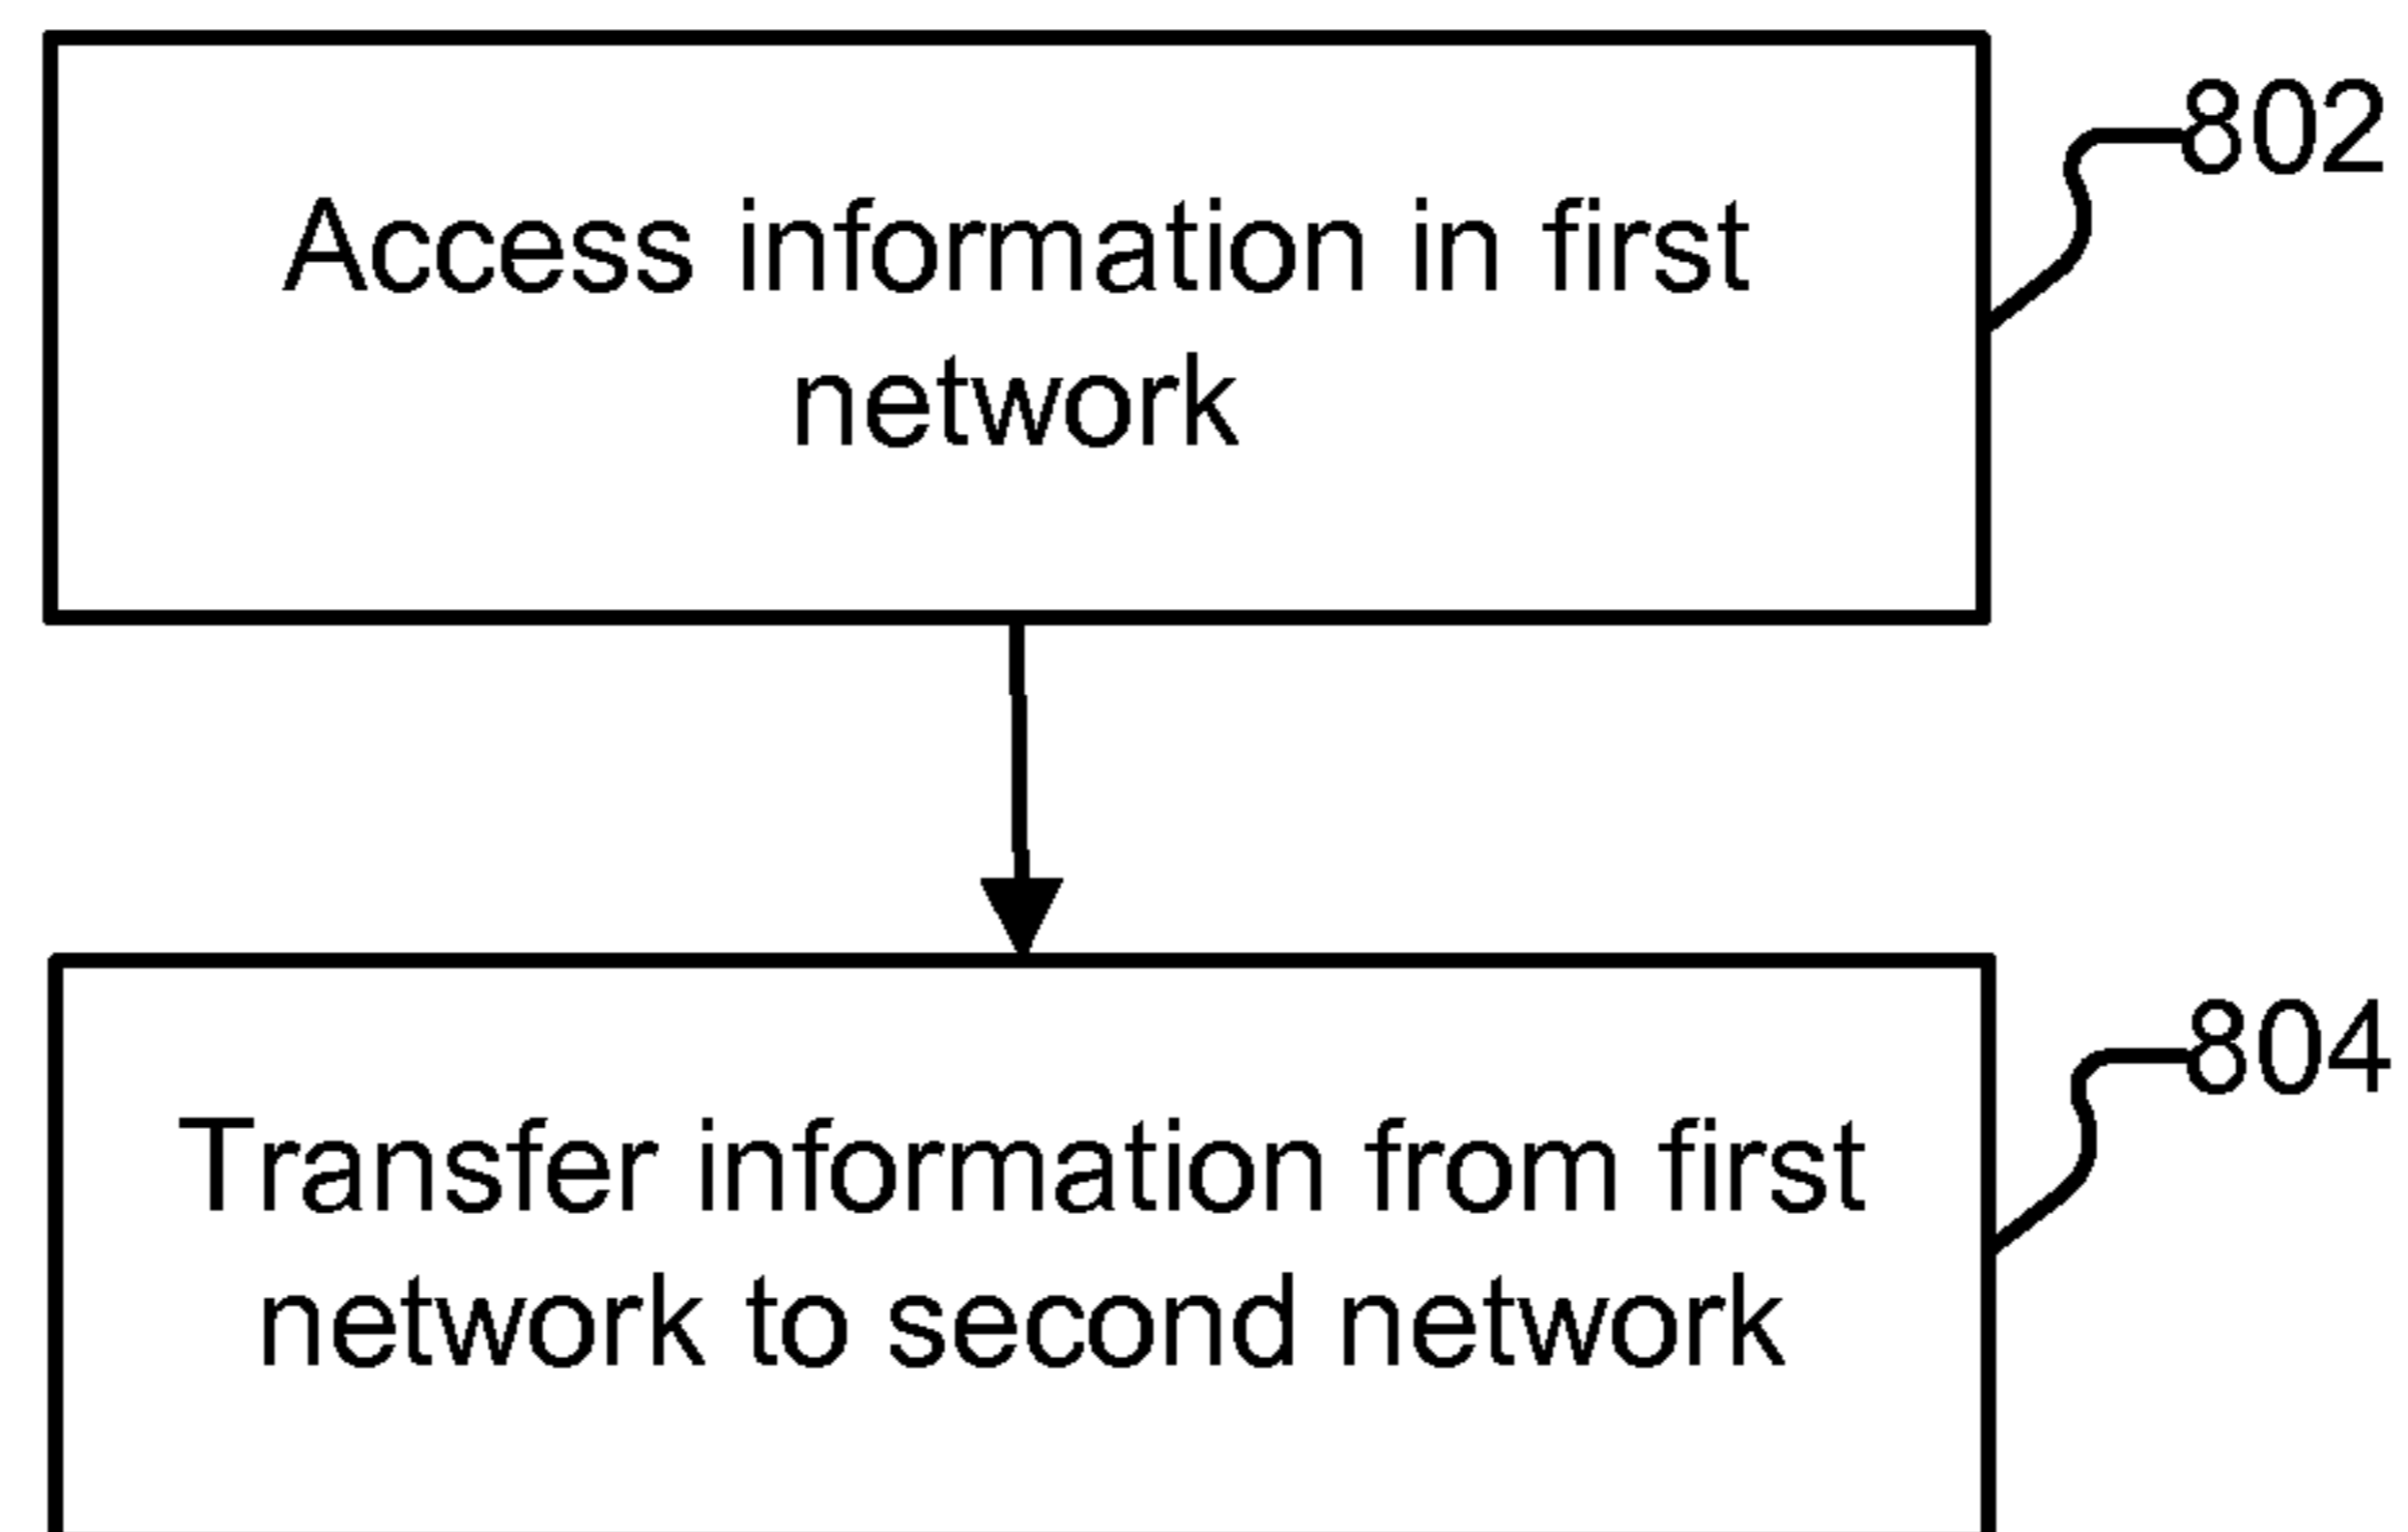 802
Access information in first
network
804
Transfer information from first
network to second network